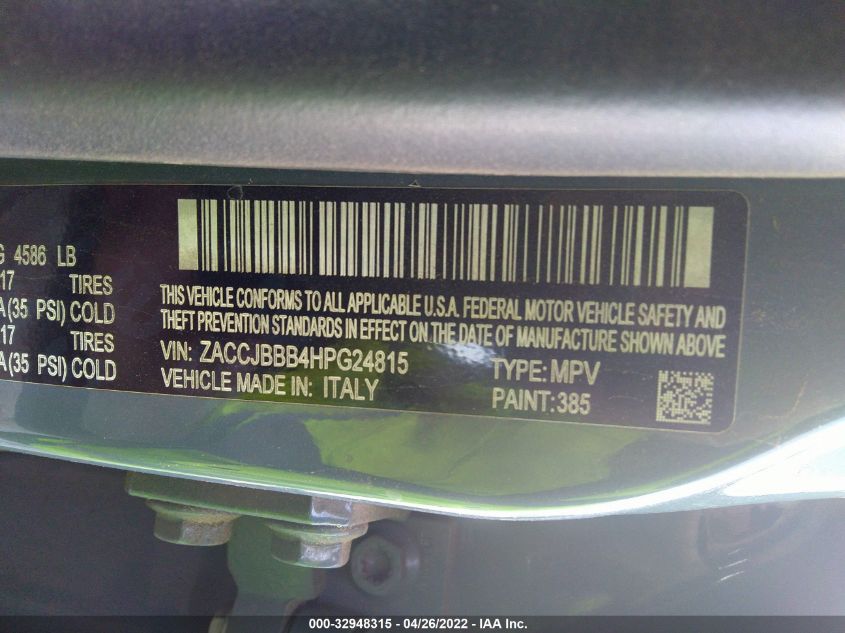 G 4586 LB
17 TIRES
A (35 PSI) COLD
17 TIRES
A (35 PSI) COLD
THIS VEHICLE CONFORMS TO ALL APPLICABLE U.S.A. FEDERAL MOTOR VEHICLE SAFETY AND
THEFT PREVENTION STANDARDS IN EFFECT ON THE DATE OF MANUFACTURE SHOWN ABOVE
VIN: ZACCJBBB4HPG24815 TYPE: MPV
VEHICLE MADE IN: ITALY PAINT: 385
000-32948315 / 04/26/2022 - IAA Inc.